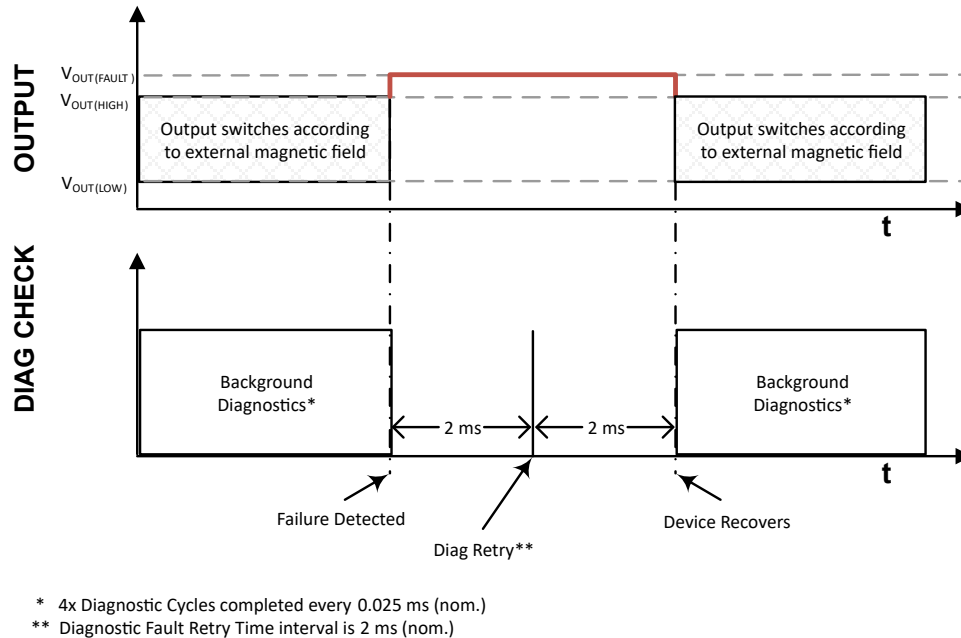 OUTPUT
VOUT(FAULT)
VOUT(HIGH)
VOUT(LOW)
Output switches according
to external magnetic field
Output switches according
to external magnetic field
t
DIAG CHECK
Background
Diagnostics*
2 ms
2 ms
Background
Diagnostics*
t
Failure Detected
Diag Retry**
Device Recovers
* 4x Diagnostic Cycles completed every 0.025 ms (nom.)
** Diagnostic Fault Retry Time interval is 2 ms (nom.)